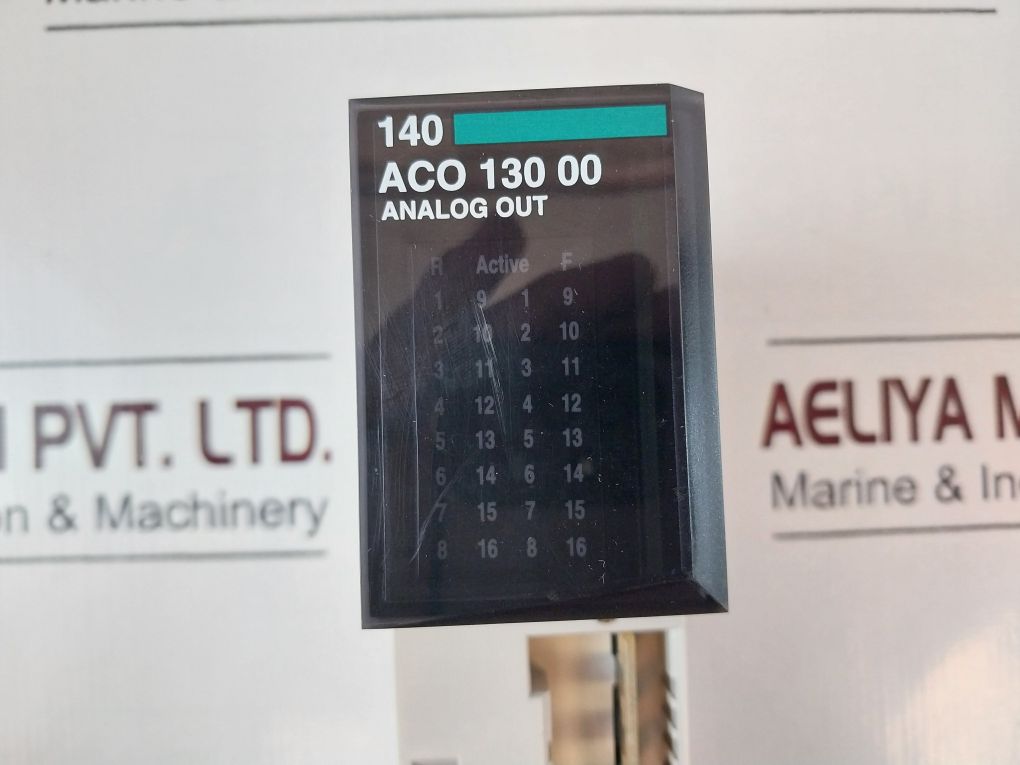 140
ACO 130 00
ANALOG OUT
R Active F
1 9 1 9
2 10 2 10
3 11 3 11
4 12 4 12
5 13 5 13
6 14 6 14
7 15 7 15
8 16 8 16
PVT. LTD.
& Machinery
AELIYA
Marine &